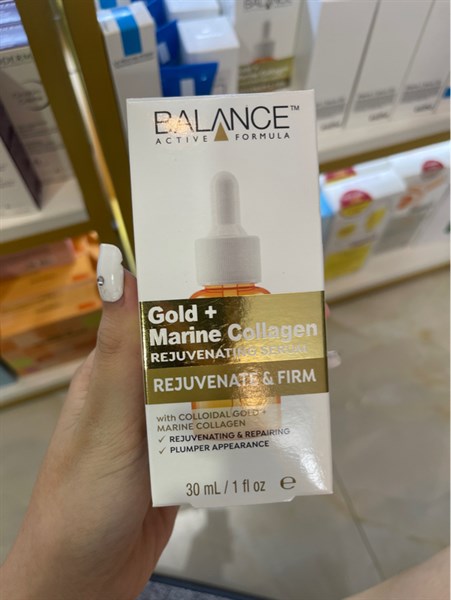 BALANCE™
ACTIVE FORMULA
Gold +
Marine Collagen
REJUVENATING SERUM
REJUVENATE & FIRM
with COLLOIDAL GOLD +
MARINE COLLAGEN
✓ REJUVENATING & REPAIRING
✓ PLUMPER APPEARANCE
30 mL / 1 fl oz ℮
BALANCE